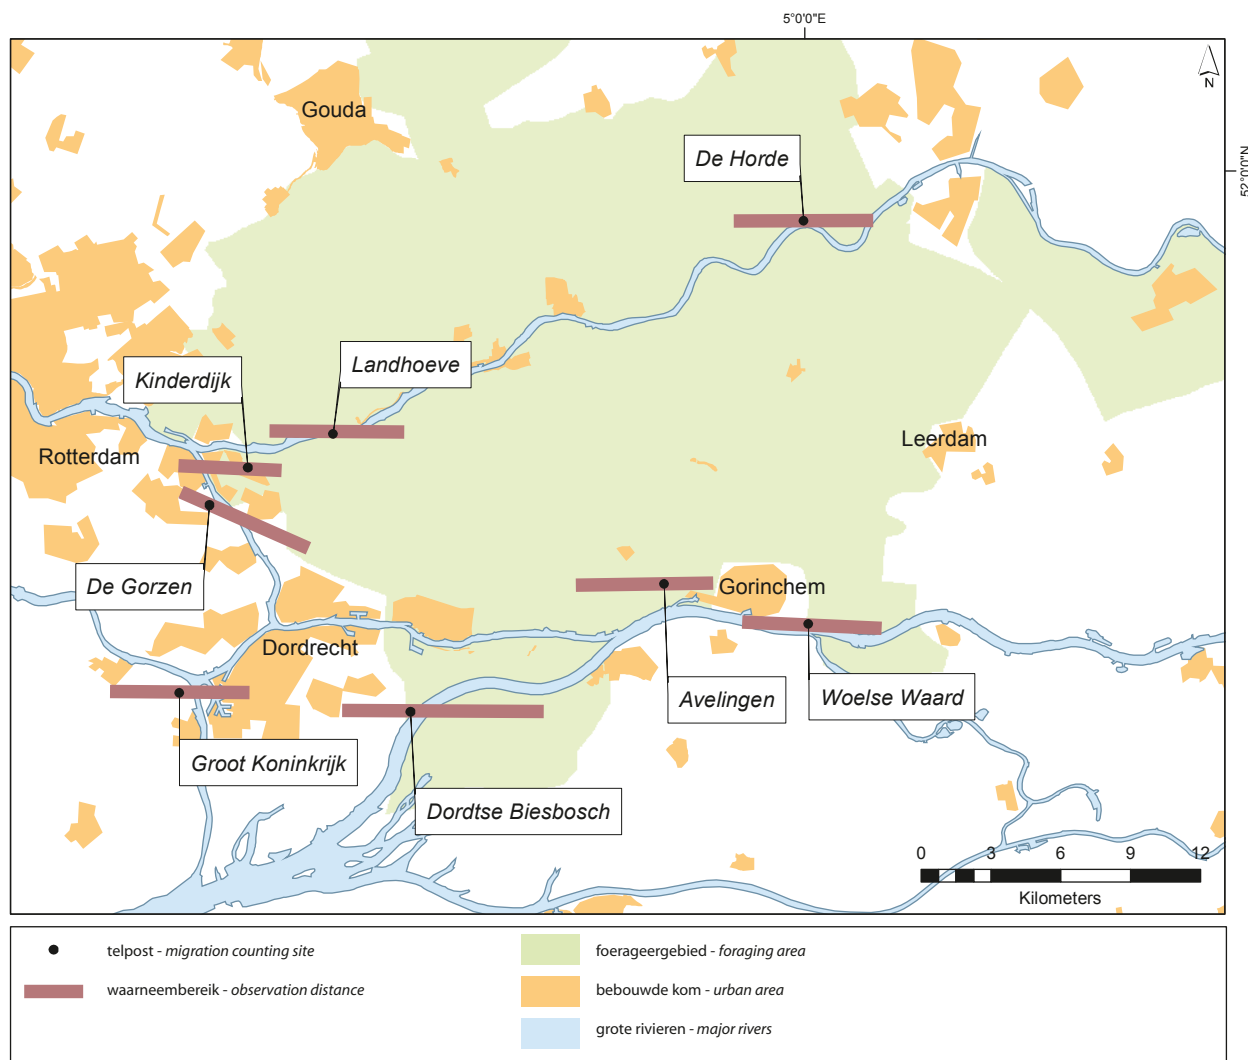 5°0'0"E
N
52°0'0"N
Gouda
De Horde
Landhoeve
Kinderdijk
Leerdam
Rotterdam
De Gorzen
Gorinchem
Dordrecht
Avelingen
Woelse Waard
Groot Koninkrijk
Dordtse Biesbosch
0 3 6 9 12
Kilometers
telpost - migration counting site
waarneembereik - observation distance
foerageergebied - foraging area
bebouwde kom - urban area
grote rivieren - major rivers